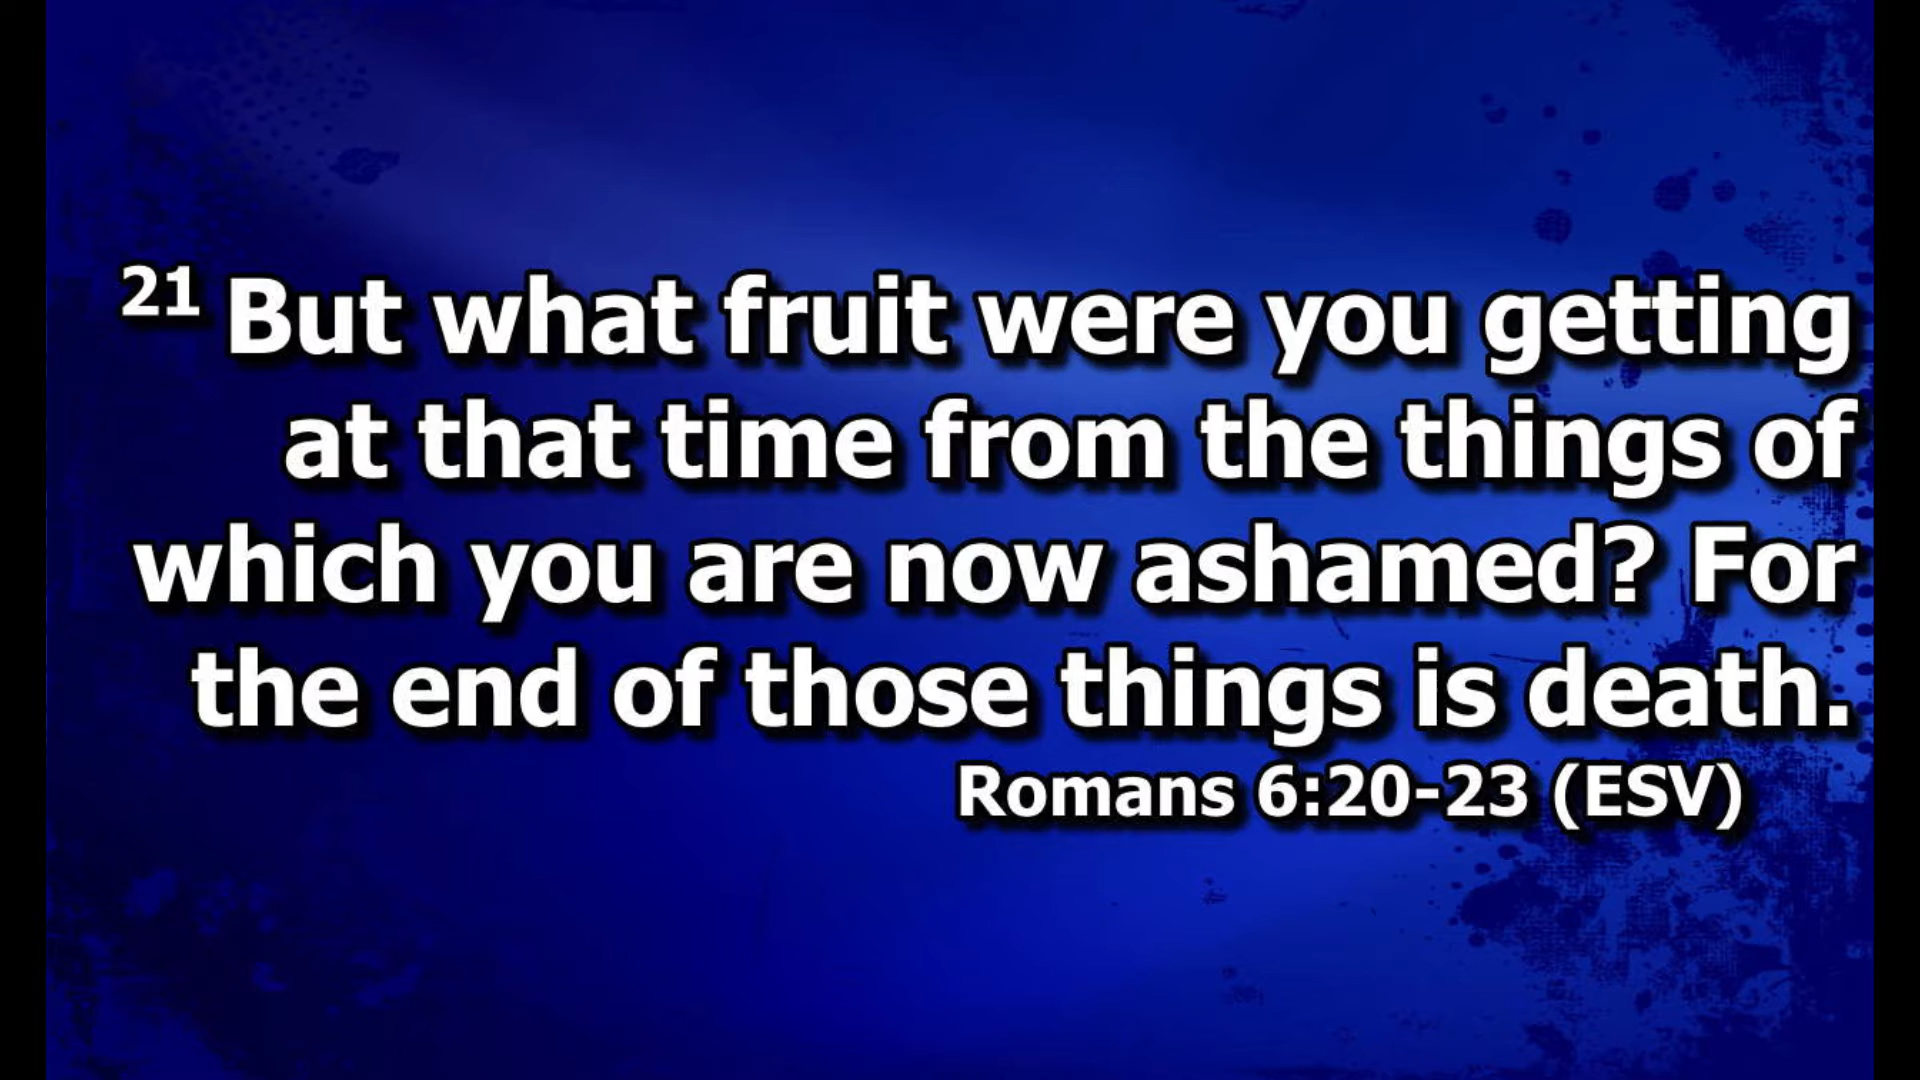 21 But what fruit were you getting
at that time from the things of
which you are now ashamed? For
the end of those things is death.
Romans 6:20-23 (ESV)